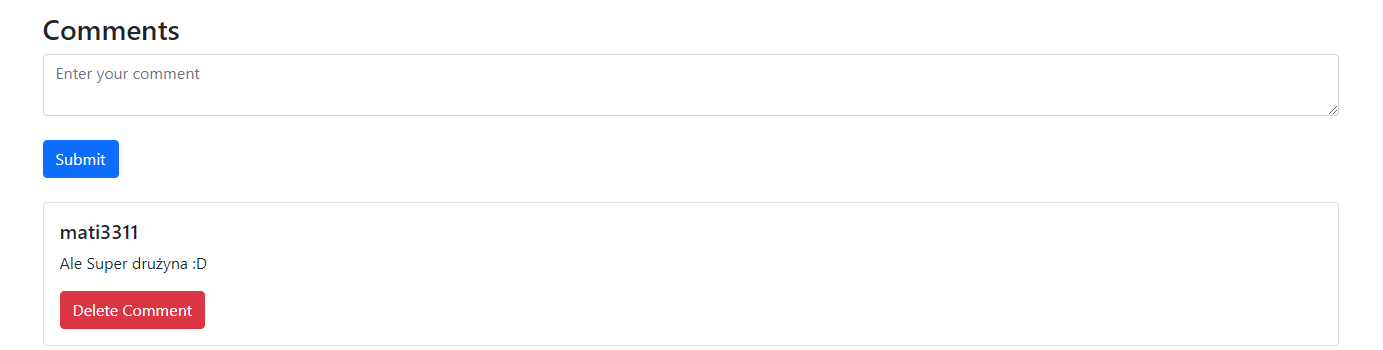 Comments
Enter your comment
Submit
mati3311
Ale Super drużyna :D
Delete Comment